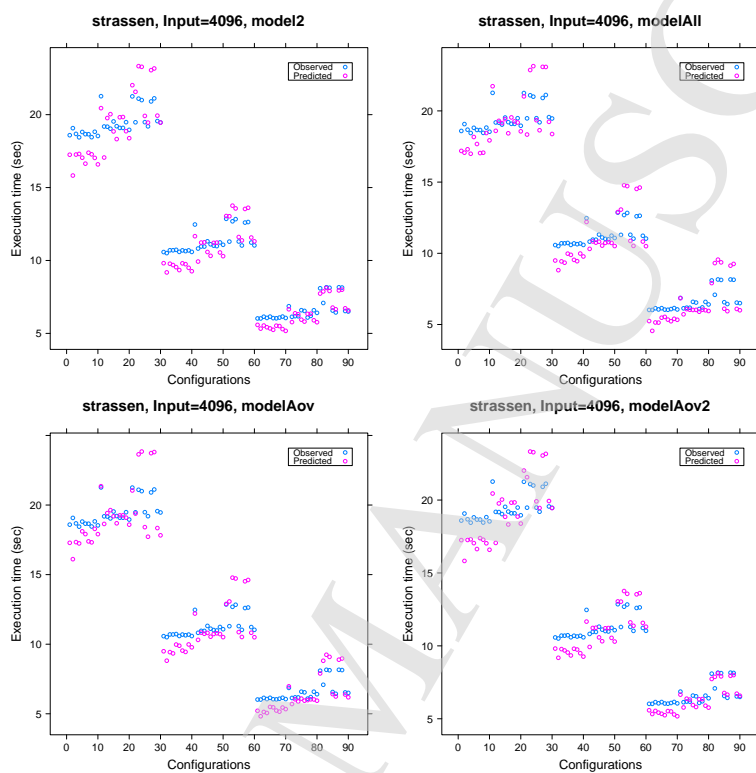 strassen, Input=4096, model2
Observed
Predicted
Execution time (sec)
20
15
10
5
0 10 20 30 40 50 60 70 80 90
Configurations
strassen, Input=4096, modelAll
Observed
Predicted
Execution time (sec)
20
15
10
5
0 10 20 30 40 50 60 70 80 90
Configurations
strassen, Input=4096, modelAov
Observed
Predicted
Execution time (sec)
20
15
10
5
0 10 20 30 40 50 60 70 80 90
Configurations
strassen, Input=4096, modelAov2
Observed
Predicted
Execution time (sec)
20
15
10
5
0 10 20 30 40 50 60 70 80 90
Configurations
MANUSC